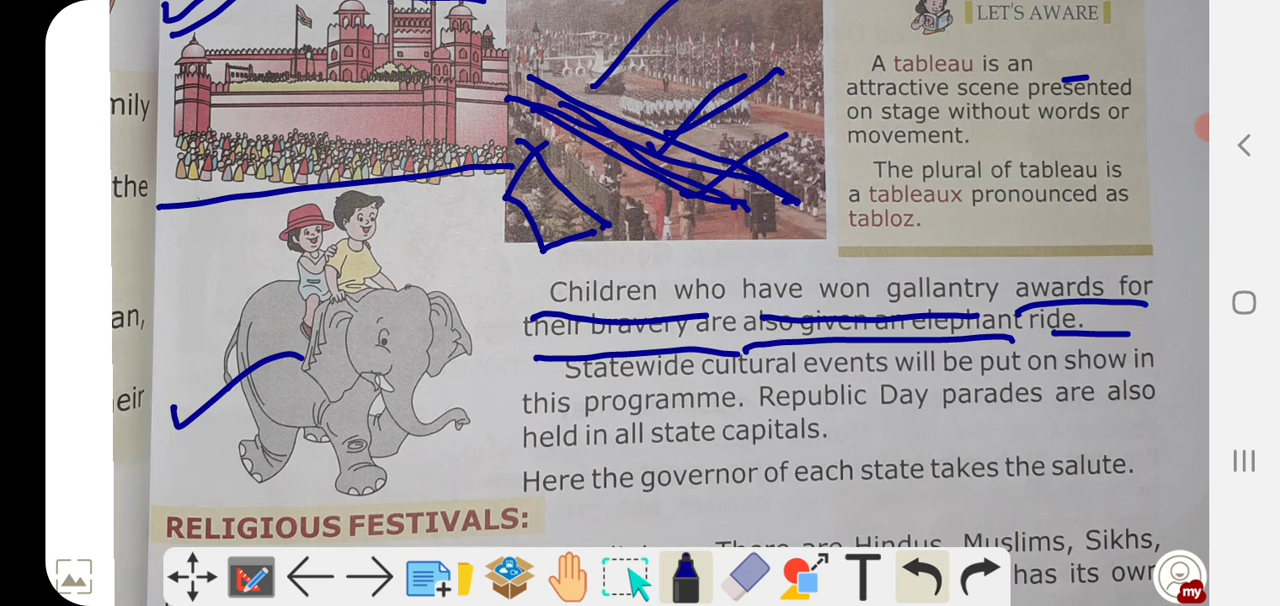 LET'S AWARE
A tableau is an
attractive scene presented
on stage without words or
movement.
The plural of tableau is
a tableaux pronounced as
tabloz.
mily
the
an,
eir
Children who have won gallantry awards for
their bravery are also given an elephant ride.
Statewide cultural events will be put on show in
this programme. Republic Day parades are also
held in all state capitals.
Here the governor of each state takes the salute.
RELIGIOUS FESTIVALS:
There are Hindus, Muslims, Sikhs,
has its own
my